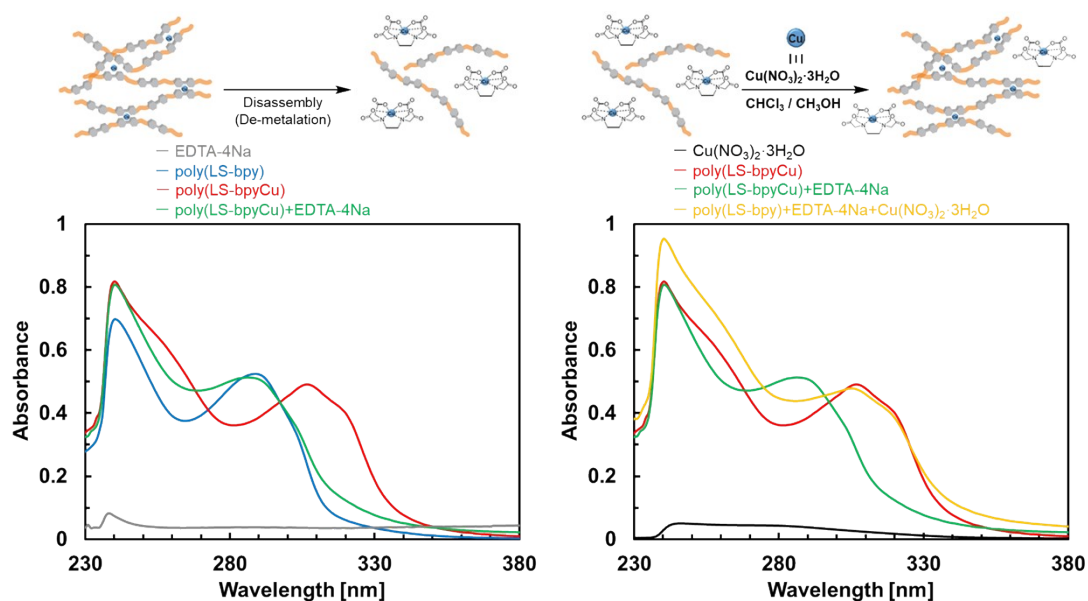 Disassembly
(De-metalation)
EDTA-4Na
poly(LS-bpy)
poly(LS-bpyCu)
poly(LS-bpyCu)+EDTA-4Na
1
0.8
0.6
0.4
0.2
0
230
280
330
380
Absorbance
Wavelength [nm]
Cu
Cu(NO₃)₂·3H₂O
CHCl₃ / CH₃OH
Cu(NO₃)₂·3H₂O
poly(LS-bpyCu)
poly(LS-bpyCu)+EDTA-4Na
poly(LS-bpy)+EDTA-4Na+Cu(NO₃)₂·3H₂O
1
0.8
0.6
0.4
0.2
0
230
280
330
380
Absorbance
Wavelength [nm]